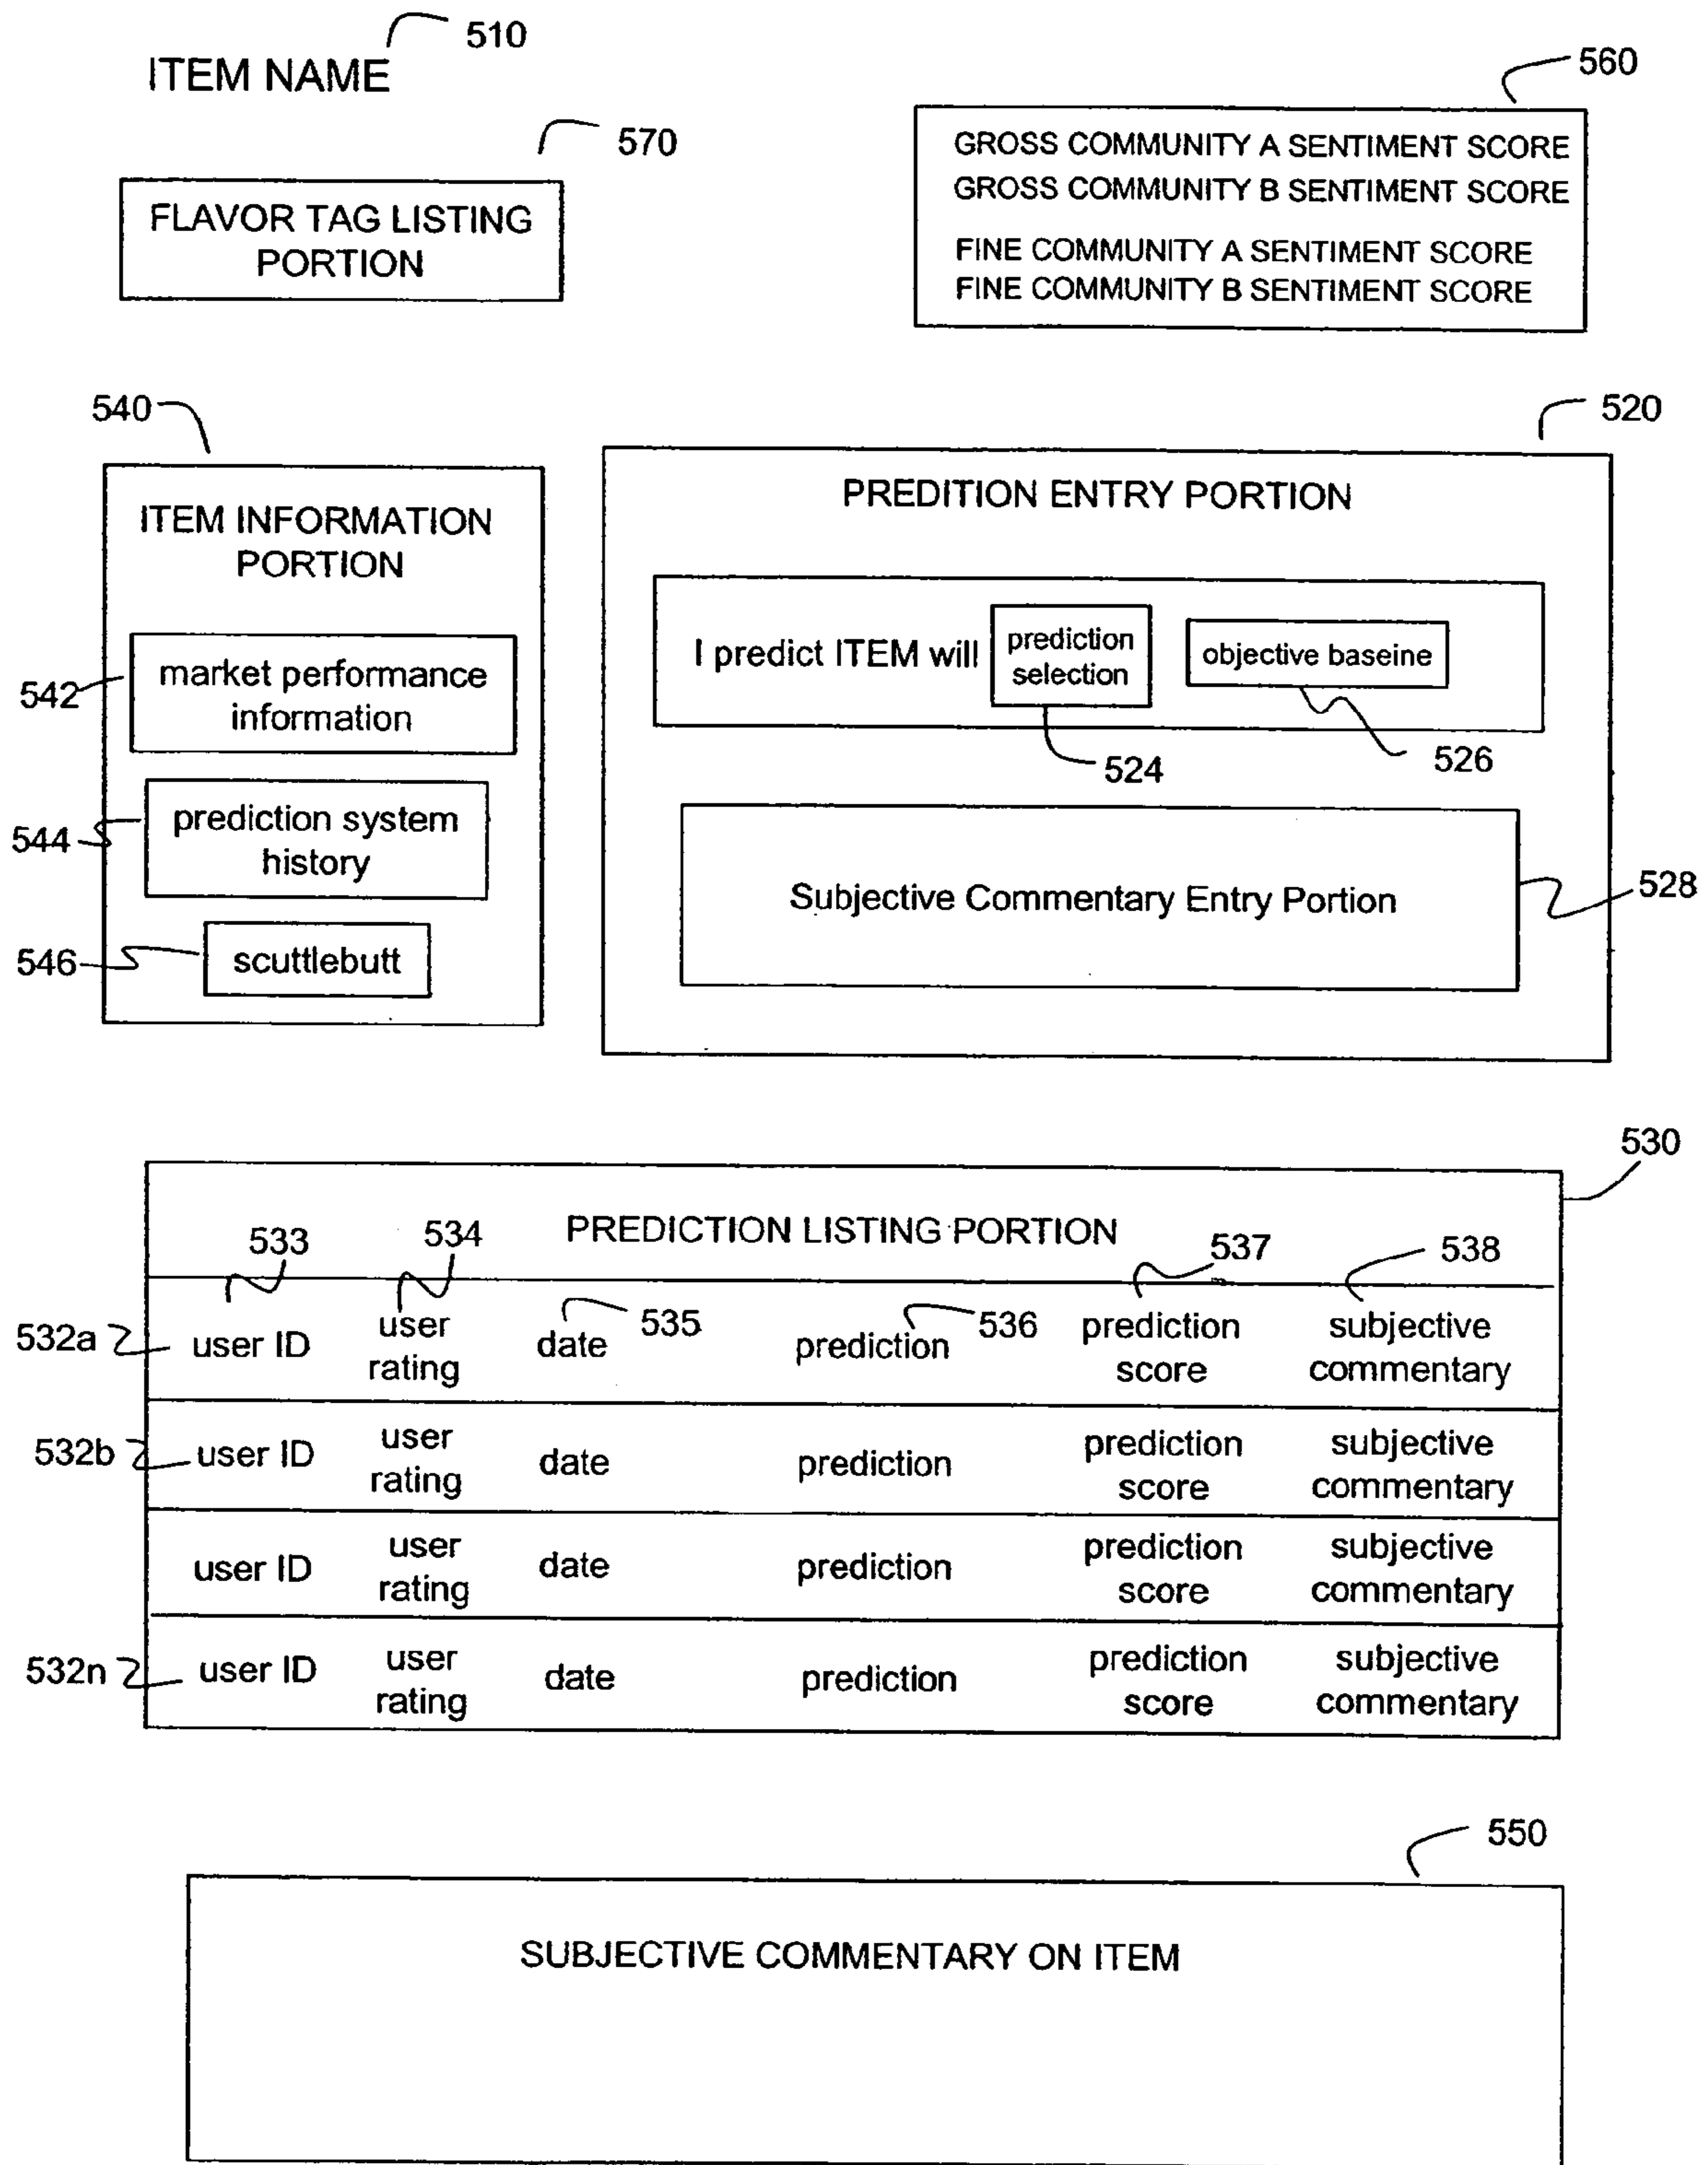 510
ITEM NAME
560
570
GROSS COMMUNITY A SENTIMENT SCORE
GROSS COMMUNITY B SENTIMENT SCORE
FINE COMMUNITY A SENTIMENT SCORE
FINE COMMUNITY B SENTIMENT SCORE
FLAVOR TAG LISTING
PORTION
540
520
ITEM INFORMATION
PORTION
542
market performance
information
544
prediction system
history
546
scuttlebutt
PREDITION ENTRY PORTION
I predict ITEM will
prediction
selection
objective baseine
524
526
Subjective Commentary Entry Portion
528
530
PREDICTION LISTING PORTION
533
534
537
538
532a
user ID
user
rating
date
535
prediction
536
prediction
score
subjective
commentary
532b
user ID
user
rating
date
prediction
prediction
score
subjective
commentary
user ID
user
rating
date
prediction
prediction
score
subjective
commentary
532n
user ID
user
rating
date
prediction
prediction
score
subjective
commentary
550
SUBJECTIVE COMMENTARY ON ITEM